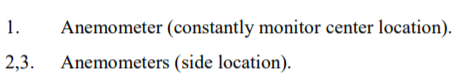 1. Anemometer (constantly monitor center location).
2,3. Anemometers (side location).